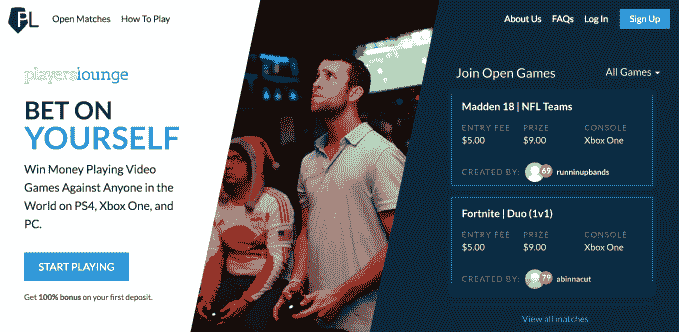 PL
Open Matches How To Play
About Us FAQs Log In Sign Up
playerslounge
BET ON
YOURSELF
Win Money Playing Video
Games Against Anyone in the
World on PS4, Xbox One, and
PC.
START PLAYING
Get 100% bonus on your first deposit.
Join Open Games All Games
Madden 18 | NFL Teams
ENTRY FEE PRIZE CONSOLE
$5.00 $9.00 Xbox One
CREATED BY: 69 runninupbands
Fortnite | Duo (1v1)
ENTRY FEE PRIZE CONSOLE
$5.00 $9.00 Xbox One
CREATED BY: 79 abinnacut
View all matches